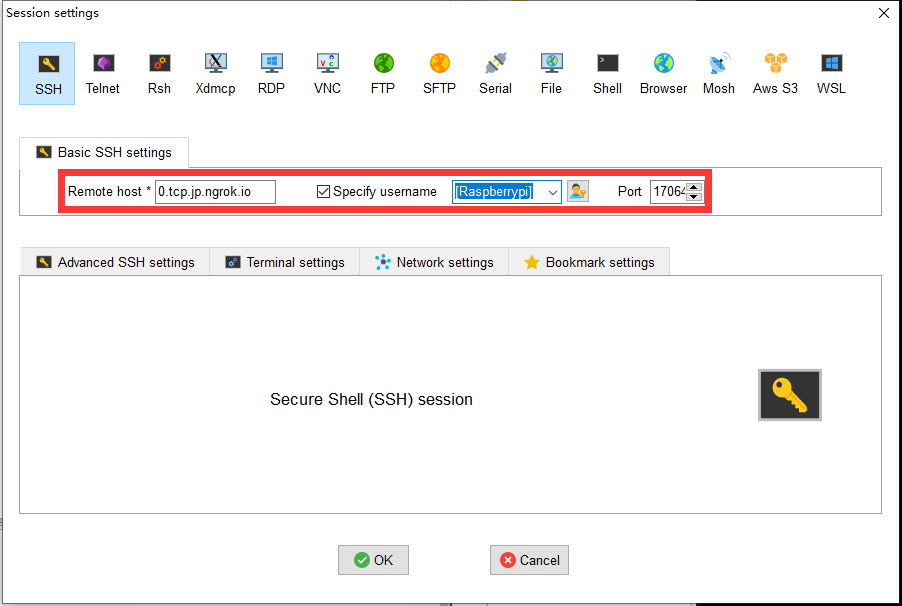 Session settings
SSH Telnet Rsh Xdmcp RDP VNC FTP SFTP Serial File Shell Browser Mosh Aws S3 WSL
Basic SSH settings
Remote host * 0.tcp.jp.ngrok.io Specify username [Raspberrypi] Port 17064
Advanced SSH settings Terminal settings Network settings Bookmark settings
Secure Shell (SSH) session
OK Cancel